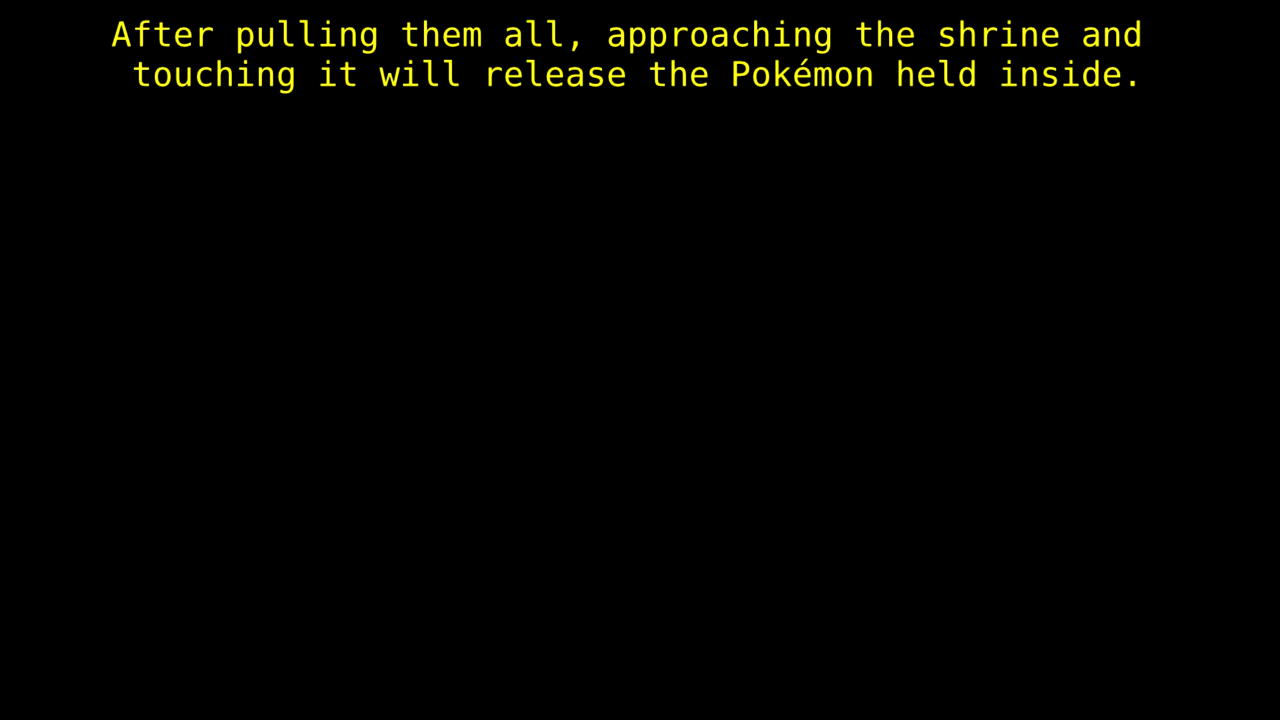 After pulling them all, approaching the shrine and
touching it will release the Pokémon held inside.